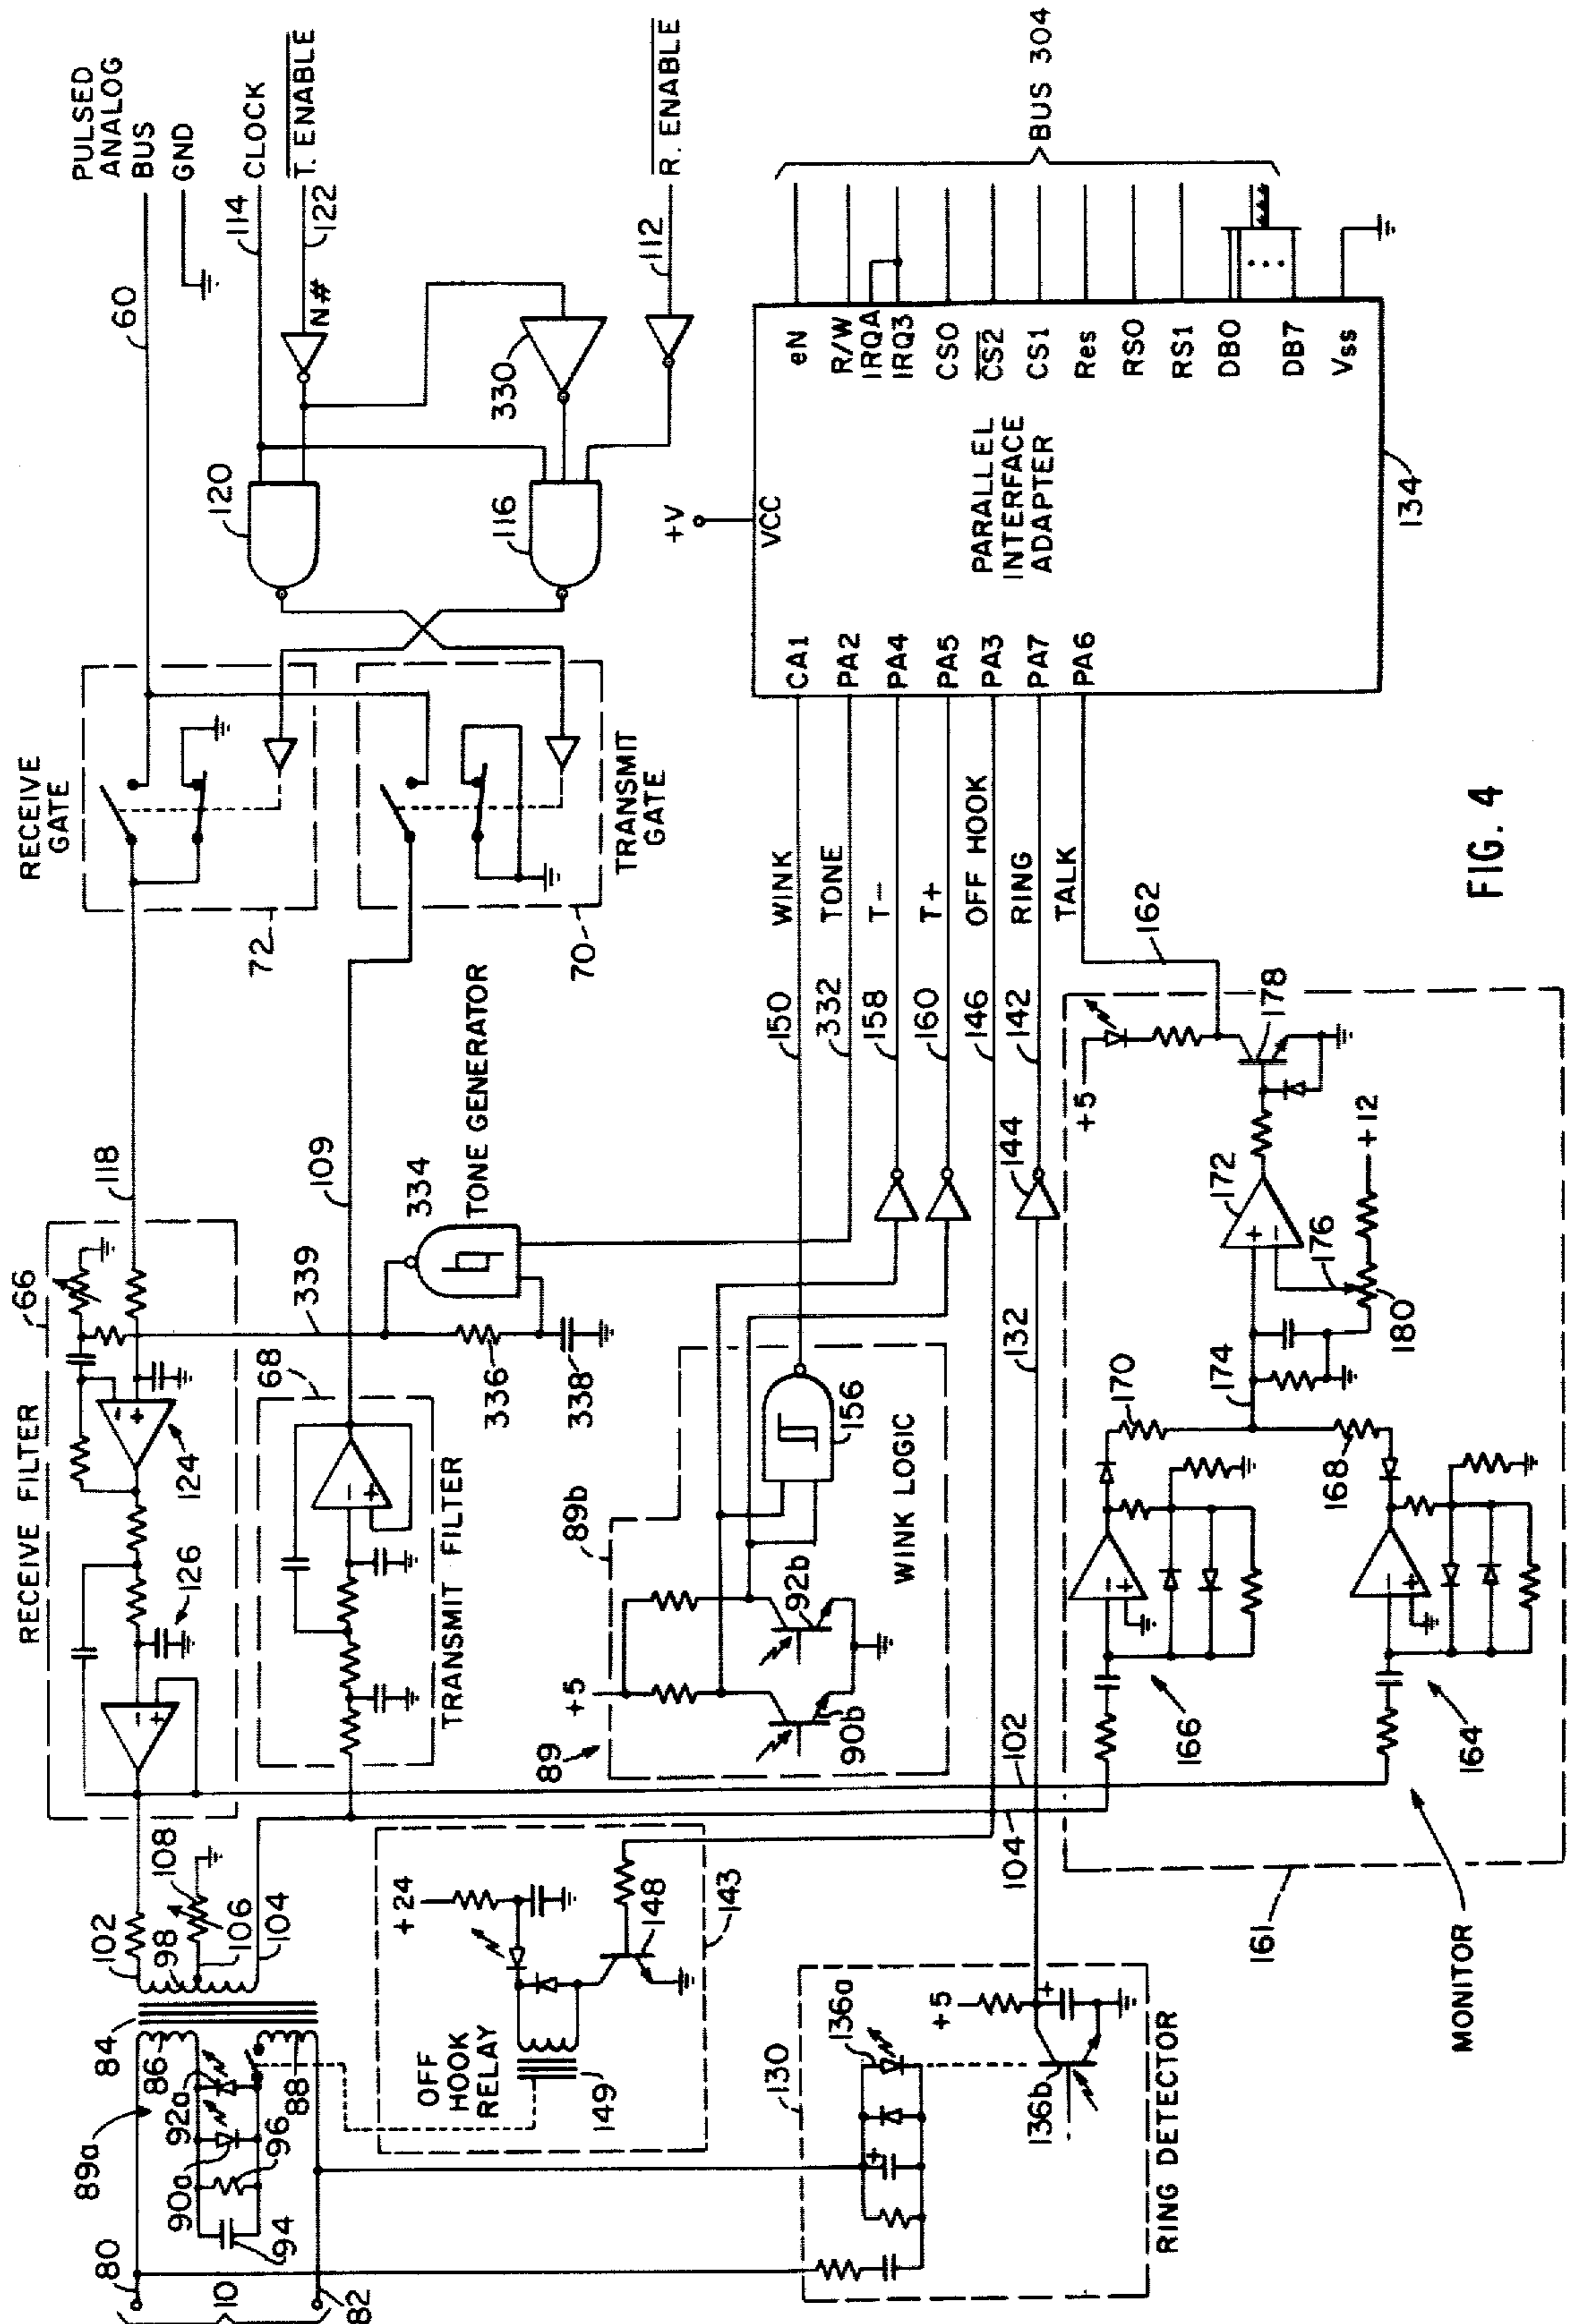 PULSED
ANALOG
BUS
GND
60
114
CLOCK
T. ENABLE
122
N#
112
R. ENABLE
330
120
116
RECEIVE
GATE
72
TRANSMIT
GATE
70
118
109
66
RECEIVE FILTER
124
126
339
334
TONE GENERATOR
336
338
68
TRANSMIT FILTER
89
89b
+5
90b
92b
156
WINK LOGIC
84
86
88
89a
92a
90a
96
94
80
10
82
102
98
108
106
104
+24
148
143
149
OFF
HOOK
RELAY
130
136a
136b
+5
RING DETECTOR
132
144
104
102
150
WINK
332
TONE
158
T-
160
T+
146
OFF HOOK
142
RING
TALK
162
+V
VCC
CA1
PA2
PA4
PA5
PA3
PA7
PA6
PARALLEL
INTERFACE
ADAPTER
eN
R/W
IRQA
IRQ3
CS0
CS2
CS1
Res
RS0
RS1
DB0
DB7
Vss
BUS 304
134
161
MONITOR
166
164
170
168
174
172
176
180
+12
+5
178
FIG. 4